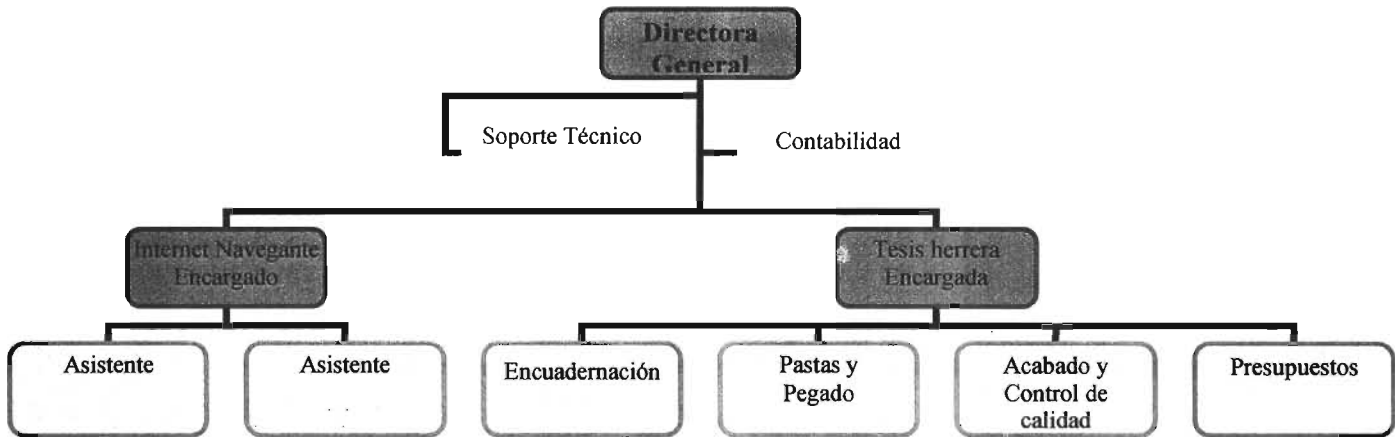 Directora
General
Soporte Técnico
Contabilidad
Internet Navegante
Encargado
Tesis herrera
Encargada
Asistente
Asistente
Encuadernación
Pastas y
Pegado
Acabado y
Control de
calidad
Presupuestos